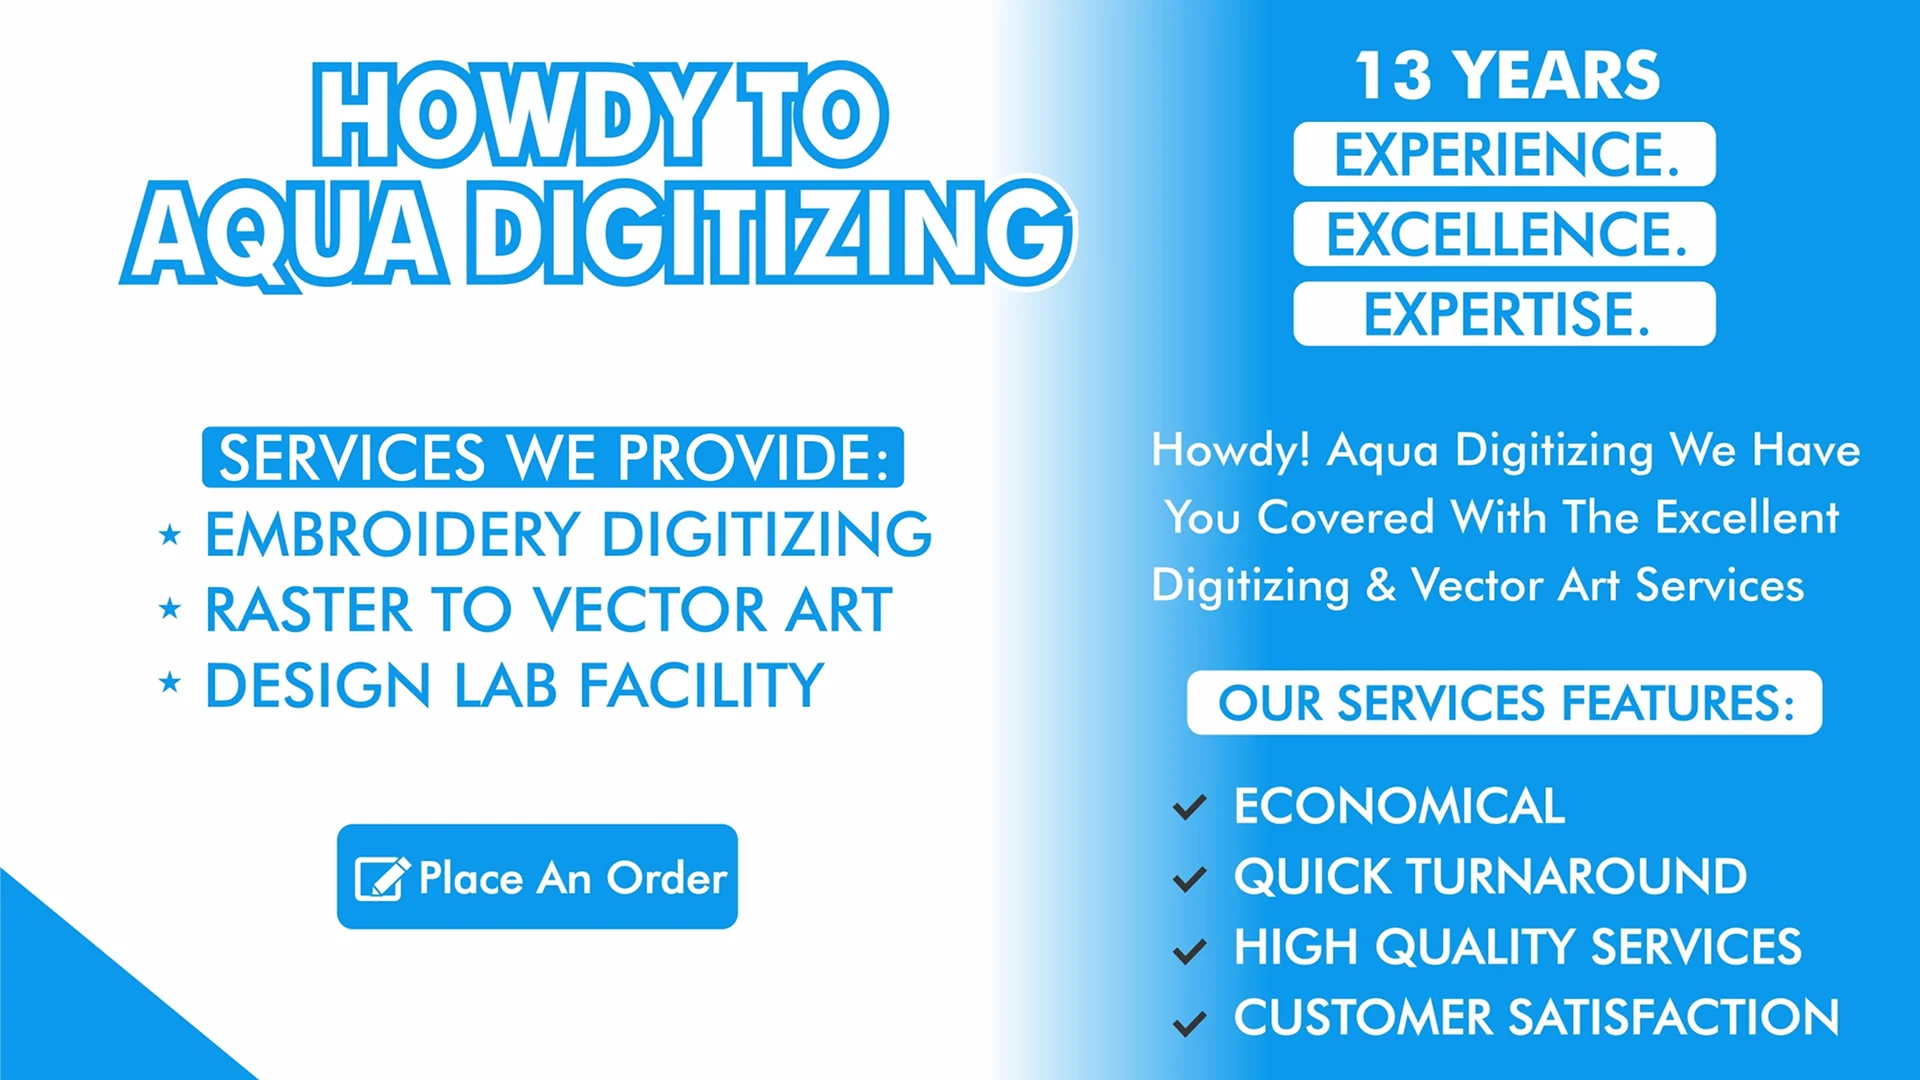 HOWDY TO
AQUA DIGITIZING
SERVICES WE PROVIDE:
EMBROIDERY DIGITIZING
RASTER TO VECTOR ART
DESIGN LAB FACILITY
Place An Order
13 YEARS
EXPERIENCE.
EXCELLENCE.
EXPERTISE.
Howdy! Aqua Digitizing We Have
You Covered With The Excellent
Digitizing & Vector Art Services
OUR SERVICES FEATURES:
ECONOMICAL
QUICK TURNAROUND
HIGH QUALITY SERVICES
CUSTOMER SATISFACTION